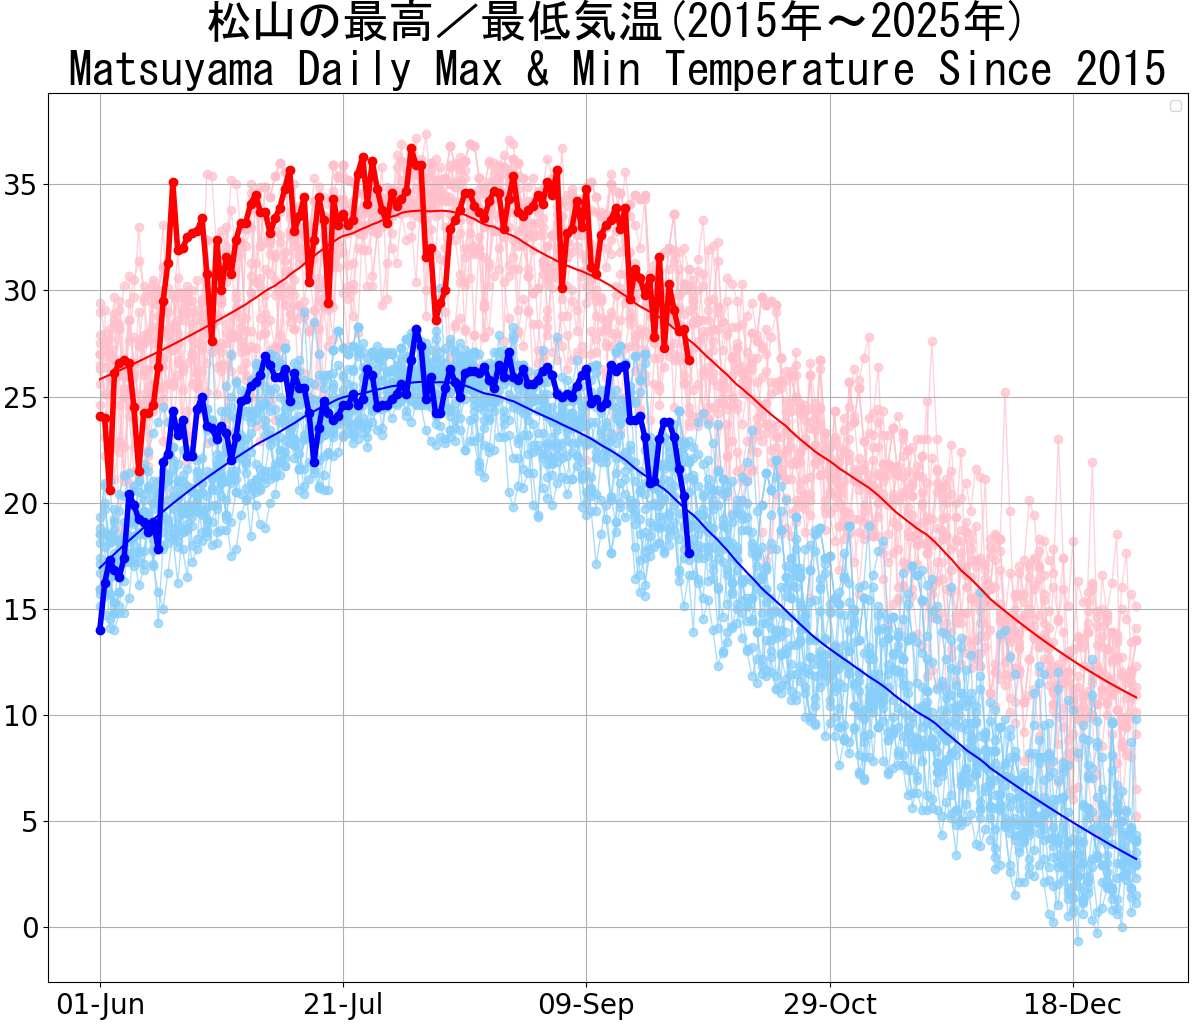 松山の最高／最低気温(2015年～2025年)
Matsuyama Daily Max & Min Temperature Since 2015
35
30
25
20
15
10
5
0
01-Jun 21-Jul 09-Sep 29-Oct 18-Dec